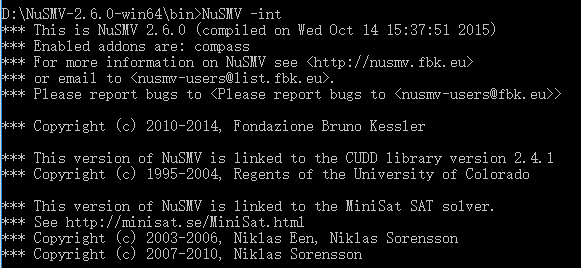 D:\NuSMV-2.6.0-win64\bin>NuSMV -int
*** This is NuSMV 2.6.0 (compiled on Wed Oct 14 15:37:51 2015)
*** Enabled addons are: compass
*** For more information on NuSMV see <http://nusmv.fbk.eu>
*** or email to <nusmv-users@list.fbk.eu>.
*** Please report bugs to <Please report bugs to <nusmv-users@fbk.eu>>
*** Copyright (c) 2010-2014, Fondazione Bruno Kessler
*** This version of NuSMV is linked to the CUDD library version 2.4.1
*** Copyright (c) 1995-2004, Regents of the University of Colorado
*** This version of NuSMV is linked to the MiniSat SAT solver.
*** See http://minisat.se/MiniSat.html
*** Copyright (c) 2003-2006, Niklas Een, Niklas Sorensson
*** Copyright (c) 2007-2010, Niklas Sorensson